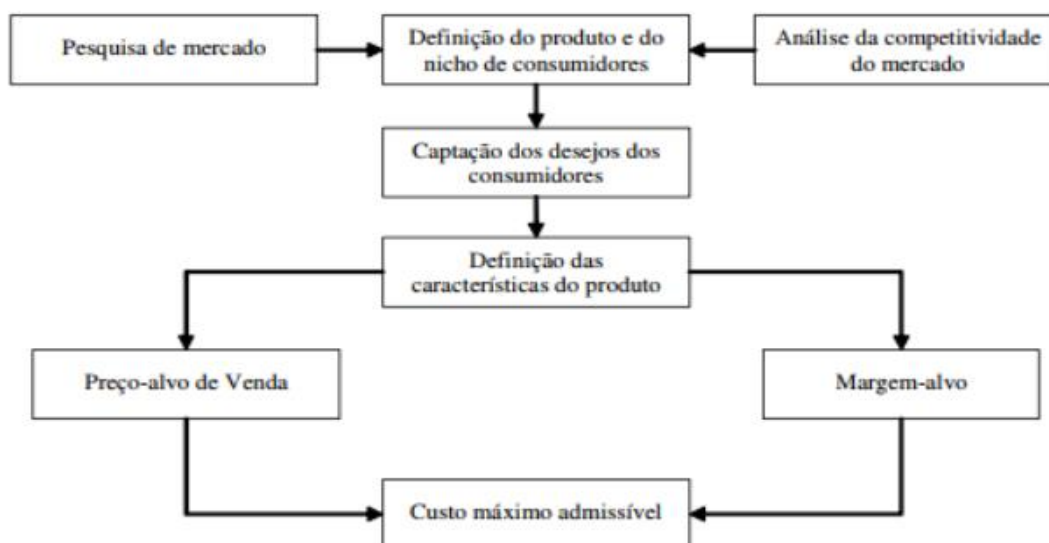 Pesquisa de mercado
Definição do produto e do
nicho de consumidores
Análise da competitividade
do mercado
Captação dos desejos dos
consumidores
Definição das
características do produto
Preço-alvo de Venda
Margem-alvo
Custo máximo admissível